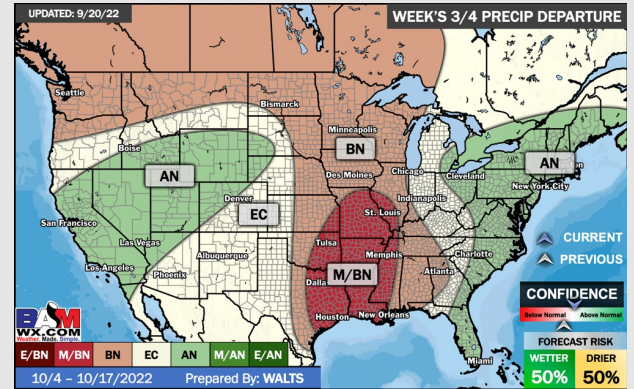 UPDATED: 9/20/22
WEEK'S 3/4 PRECIP DEPARTURE
Seattle
Bismarck
Minneapolis
BN
Boise
AN
Des Moines
Chicago
Cleveland
AN
New York City
Denver
EC
Indianapolis
St. Louis
San Francisco
Las Vegas
Tulsa
Memphis
Charlotte
Los Angeles
Albuquerque
Phoenix
M/BN
Atlanta
Houston
New Orleans
Miami
CURRENT
PREVIOUS
CONFIDENCE
Below Normal
Above Normal
FORECAST RISK
WETTER
DRIER
50%
50%
BAM
WX.COM
Weather. Made. Simple.
E/BN M/BN BN EC AN M/AN E/AN
10/4 – 10/17/2022
Prepared By: WALTS